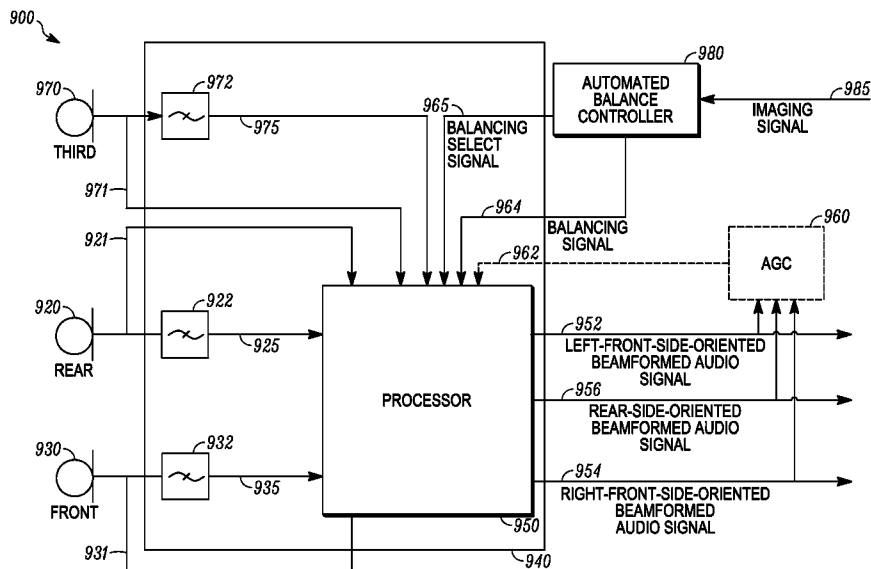 900
970
THIRD
972
975
971
921
965
BALANCING
SELECT
SIGNAL
980
AUTOMATED
BALANCE
CONTROLLER
985
IMAGING
SIGNAL
964
BALANCING
SIGNAL
962
960
AGC
920
REAR
922
925
PROCESSOR
952
LEFT-FRONT-SIDE-ORIENTED
BEAMFORMED AUDIO
SIGNAL
956
REAR-SIDE-ORIENTED
BEAMFORMED AUDIO
SIGNAL
930
FRONT
932
935
931
954
RIGHT-FRONT-SIDE-ORIENTED
BEAMFORMED
AUDIO SIGNAL
950
940